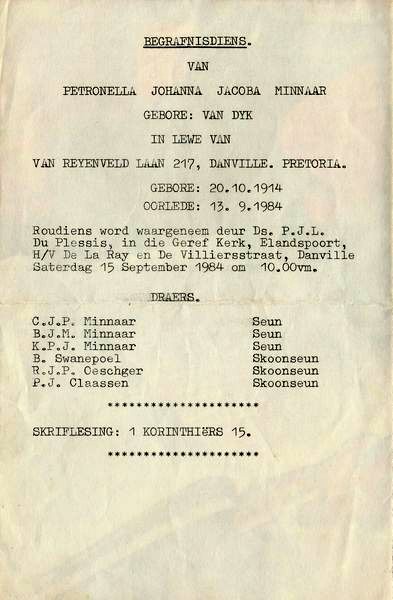 BEGRAFNISDIENS.
VAN
PETRONELLA JOHANNA JACOBA MINNAAR
GEBORE: VAN DYK
IN LEWE VAN
VAN REYENVELD LAAN 217, DANVILLE. PRETORIA.
GEBORE: 20.10.1914
OORLEDE: 13. 9.1984
Roudiens word waargeneem deur Ds. P.J.L.
Du Plessis, in die Geref Kerk, Elandspoort,
H/V De La Ray en De Villiersstraat, Danville
Saterdag 15 September 1984 om 10.00vm.
DRAERS.
C.J.P. Minnaar Seun
B.J.M. Minnaar Seun
K.P.J. Minnaar Seun
B. Swanepoel Skoonseun
R.J.P. Oeschger Skoonseun
P.J. Claassen Skoonseun
*********************
SKRIFLESING: 1 KORINTHIëRS 15.
*********************